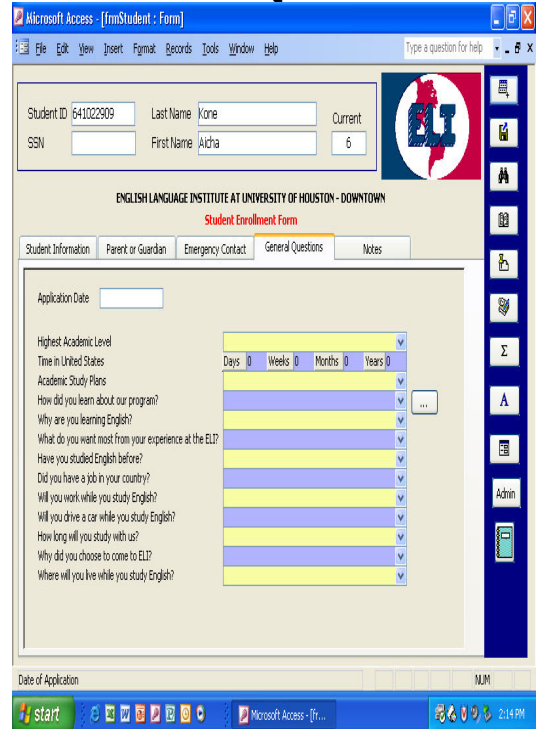 Microsoft Access - [frmStudent : Form]
File Edit View Insert Format Records Tools Window Help Type a question for help
Student ID 641022909 Last Name Kone Current
SSN First Name Aicha 6
ELI
ENGLISH LANGUAGE INSTITUTE AT UNIVERSITY OF HOUSTON - DOWNTOWN
Student Enrollment Form
Student Information Parent or Guardian Emergency Contact General Questions Notes
Application Date
Highest Academic Level
Time in United States Days 0 Weeks 0 Months 0 Years 0
Academic Study Plans
How did you learn about our program? ...
Why are you learning English?
What do you want most from your experience at the ELI?
Have you studied English before?
Did you have a job in your country?
Will you work while you study English?
Will you drive a car while you study English?
How long will you study with us?
Why did you choose to come to ELI?
Where will you live while you study English?
Σ
A
Admin
Date of Application NUM
start Microsoft Access - [fr... 2:14 PM